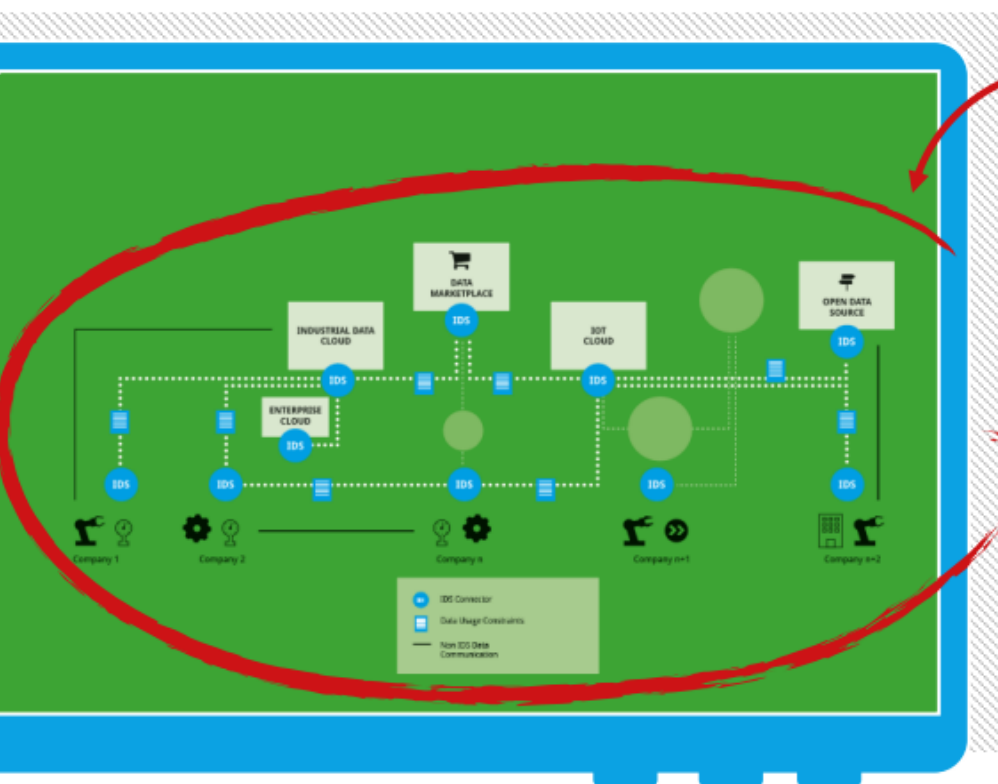 DATA
MARKETPLACE
IDS
OPEN DATA
SOURCE
IDS
INDUSTRIAL DATA
CLOUD
IDS
IOT
CLOUD
IDS
ENTERPRISE
CLOUD
IDS
IDS
IDS
IDS
IDS
IDS
Company 1
Company 2
Company n
Company n+1
Company n+2
IDS Connector
Data Usage Constraints
Non IDS Data
Communication